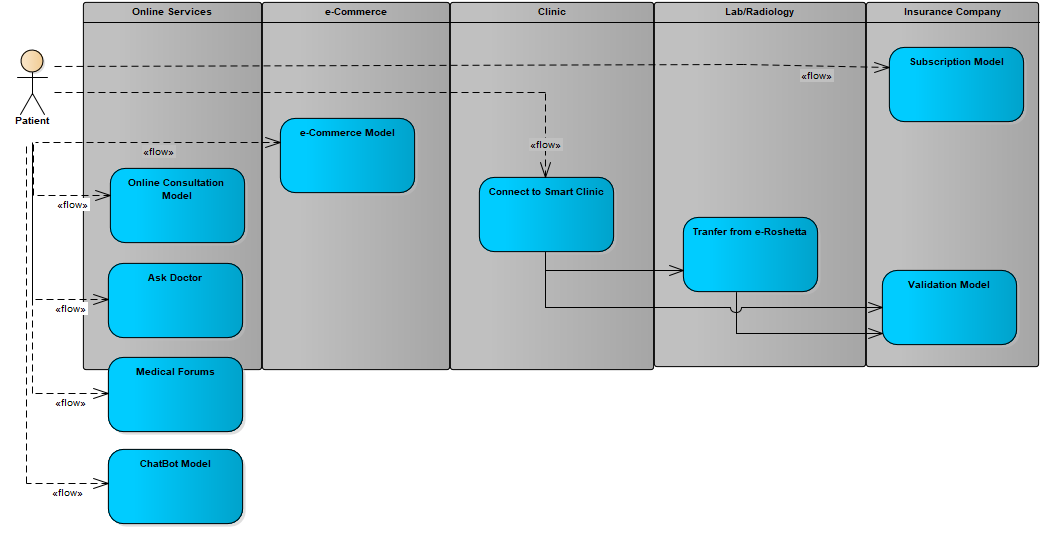 Online Services
e-Commerce
Clinic
Lab/Radiology
Insurance Company
Subscription Model
«flow»
Patient
e-Commerce Model
«flow»
«flow»
Online Consultation
Model
Connect to Smart Clinic
«flow»
Tranfer from e-Roshetta
Ask Doctor
Validation Model
«flow»
Medical Forums
«flow»
ChatBot Model
«flow»